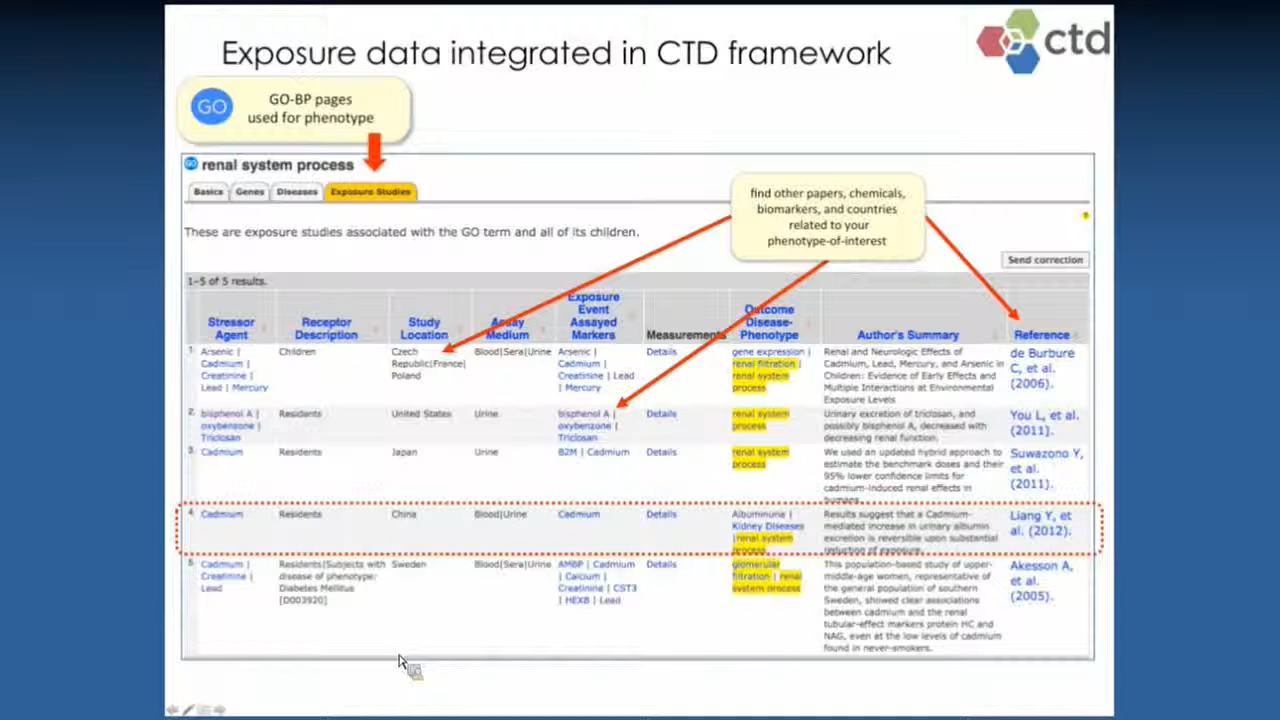 Exposure data integrated in CTD framework
ctd
GO
GO-BP pages
used for phenotype
GO renal system process
Basics Genes Diseases Exposure Studies
find other papers, chemicals,
biomarkers, and countries
related to your
phenotype-of-interest
These are exposure studies associated with the GO term and all of its children.
?
Send correction
1-5 of 5 results.
Stressor
Agent
Receptor
Description
Study
Location
Assay
Medium
Exposure
Event
Assayed
Markers
Measurements
Outcome
Disease-
Phenotype
Author's Summary
Reference
1.
Arsenic |
Cadmium |
Creatinine |
Lead | Mercury
Children
Czech
Republic|France|
Poland
Blood|Sera|Urine
Arsenic |
Cadmium |
Creatinine | Lead
| Mercury
Details
gene expression |
renal filtration |
renal system
process
Renal and Neurologic Effects of
Cadmium, Lead, Mercury, and Arsenic in
Children: Evidence of Early Effects and
Multiple Interactions at Environmental
Exposure Levels
de Burbure
C, et al.
(2006).
2.
bisphenol A |
oxybenzone |
Triclosan
Residents
United States
Urine
bisphenol A |
oxybenzone |
Triclosan
Details
renal system
process
Urinary excretion of triclosan, and
possibly bisphenol A, decreased with
decreasing renal function.
You L, et al.
(2011).
3.
Cadmium
Residents
Japan
Urine
B2M | Cadmium
Details
renal system
process
We used an updated hybrid approach to
estimate the benchmark doses and their
95% lower confidence limits for
cadmium-induced renal effects in
humans
Suwazono Y,
et al.
(2011).
4.
Cadmium
Residents
China
Blood|Urine
Cadmium
Details
Albuminuria |
Kidney Diseases
|renal system
process
Results suggest that a Cadmium-
mediated increase in urinary albumin
excretion is reversible upon substantial
reduction of exposure.
Liang Y, et
al. (2012).
5.
Cadmium |
Creatinine |
Lead
Residents|Subjects with
disease of phenotype:
Diabetes Mellitus
[D003920]
Sweden
Blood|Sera|Urine
AMBP | Cadmium
| Calcium |
Creatinine | CST3
| HEXB | Lead
Details
glomerular
filtration | renal
system process
This population-based study of upper-
middle-age women, representative of
the general population of southern
Sweden, showed clear associations
between cadmium and the renal
tubular-effect markers protein HC and
NAG, even at the low levels of cadmium
found in never-smokers.
Akesson A,
et al.
(2005).